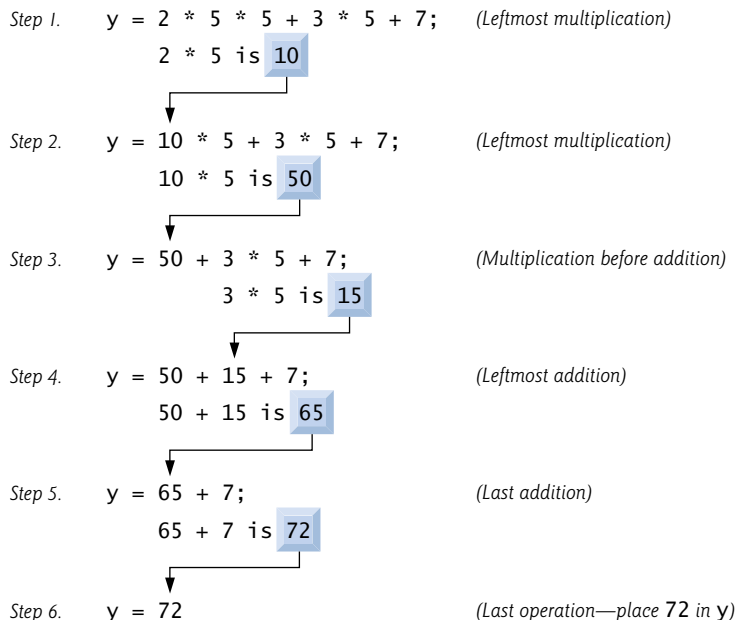 Step 1. y = 2 * 5 * 5 + 3 * 5 + 7; (Leftmost multiplication)
2 * 5 is 10
Step 2. y = 10 * 5 + 3 * 5 + 7; (Leftmost multiplication)
10 * 5 is 50
Step 3. y = 50 + 3 * 5 + 7; (Multiplication before addition)
3 * 5 is 15
Step 4. y = 50 + 15 + 7; (Leftmost addition)
50 + 15 is 65
Step 5. y = 65 + 7; (Last addition)
65 + 7 is 72
Step 6. y = 72 (Last operation—place 72 in y)